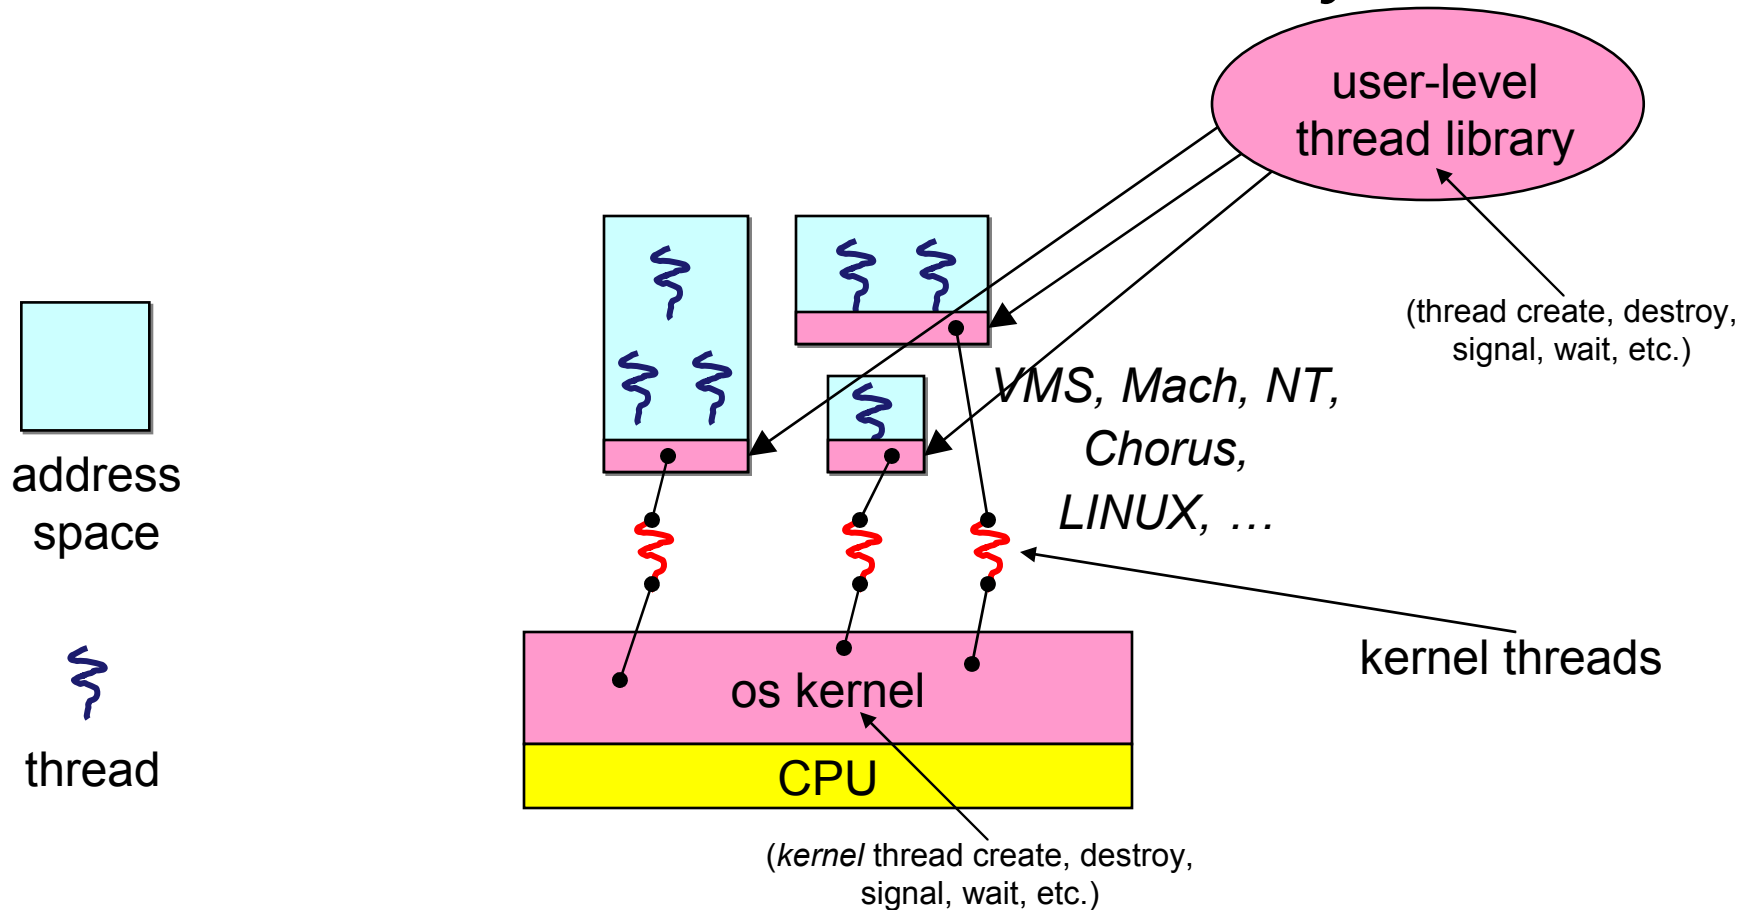 user-level
thread library
(thread create, destroy,
signal, wait, etc.)
VMS, Mach, NT,
Chorus,
LINUX, …
address
space
kernel threads
os kernel
thread
CPU
(kernel thread create, destroy,
signal, wait, etc.)